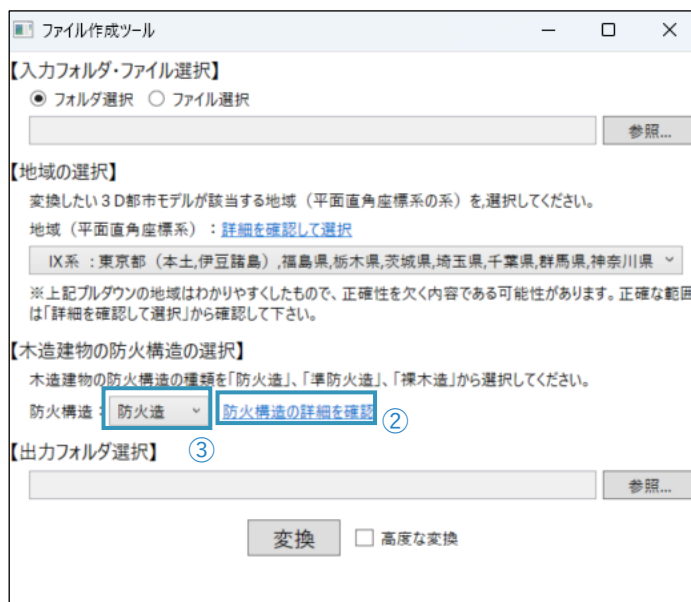 ファイル作成ツール
【入力フォルダ・ファイル選択】
フォルダ選択 ファイル選択
参照...
【地域の選択】
変換したい3D都市モデルが該当する地域（平面直角座標系の系）を,選択してください。
地域（平面直角座標系）：詳細を確認して選択
IX系 ：東京都（本土,伊豆諸島）,福島県,栃木県,茨城県,埼玉県,千葉県,群馬県,神奈川県
※上記プルダウンの地域はわかりやすくしたもので、正確性を欠く内容である可能性があります。正確な範囲
は「詳細を確認して選択」から確認して下さい。
【木造建物の防火構造の選択】
木造建物の防火構造の種類を「防火造」、「準防火造」、「裸木造」から選択してください。
防火構造：防火造 防火構造の詳細を確認 ②
③
【出力フォルダ選択】
参照...
変換 高度な変換